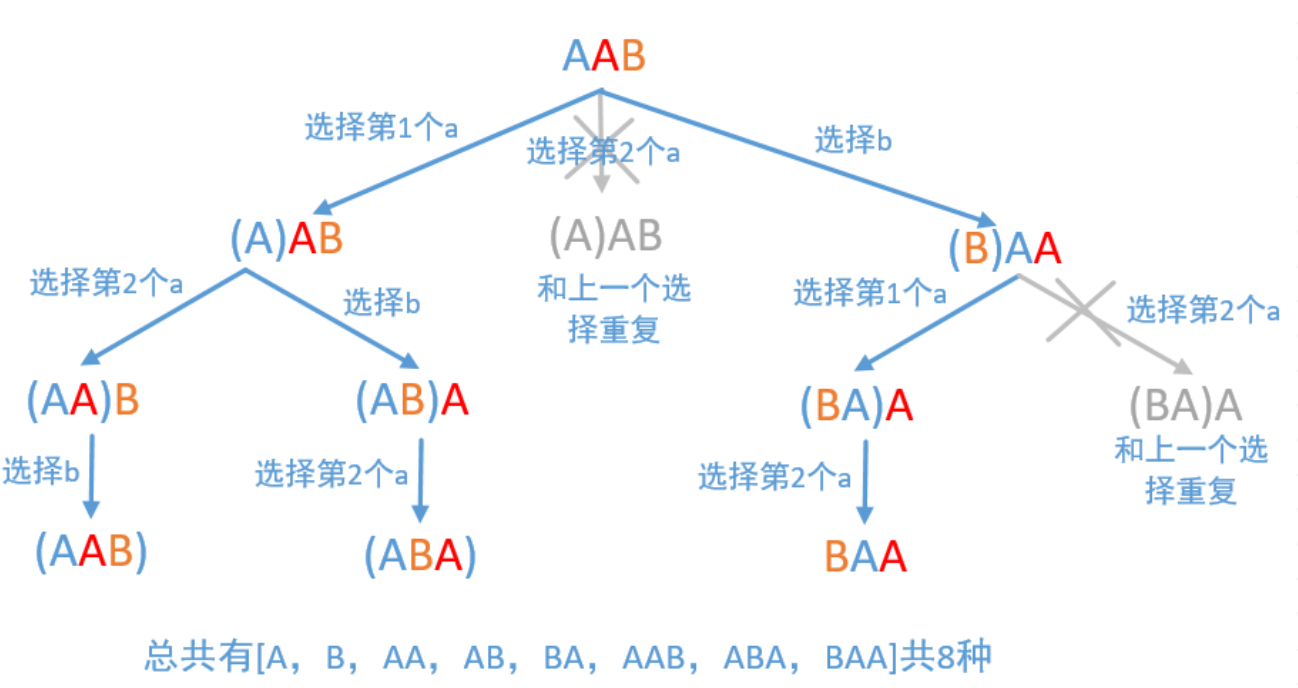 AAB
选择第1个a
选择第2个a
选择b
(A)AB
(A)AB
(B)AA
和上一个选
择重复
选择第2个a
选择b
选择第1个a
选择第2个a
(AA)B
(AB)A
(BA)A
(BA)A
和上一个选
择重复
选择b
选择第2个a
选择第2个a
(AAB)
(ABA)
BAA
总共有[A，B，AA，AB，BA，AAB，ABA，BAA]共8种